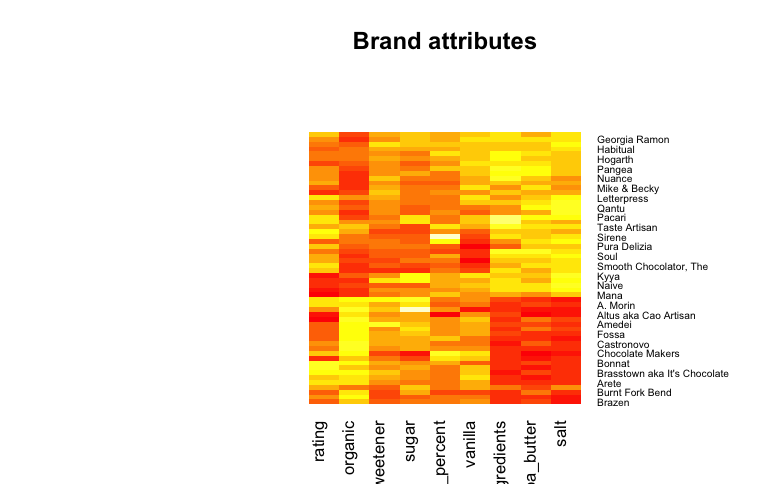 Brand attributes
Georgia Ramon
Habitual
Hogarth
Pangea
Nuance
Mike & Becky
Letterpress
Qantu
Pacari
Taste Artisan
Sirene
Pura Delizia
Soul
Smooth Chocolator, The
Kyya
Naive
Mana
A. Morin
Altus aka Cao Artisan
Amedei
Fossa
Castronovo
Chocolate Makers
Bonnat
Brasstown aka It's Chocolate
Arete
Burnt Fork Bend
Brazen
rating
organic
weetener
sugar
_percent
vanilla
gredients
oa_butter
salt